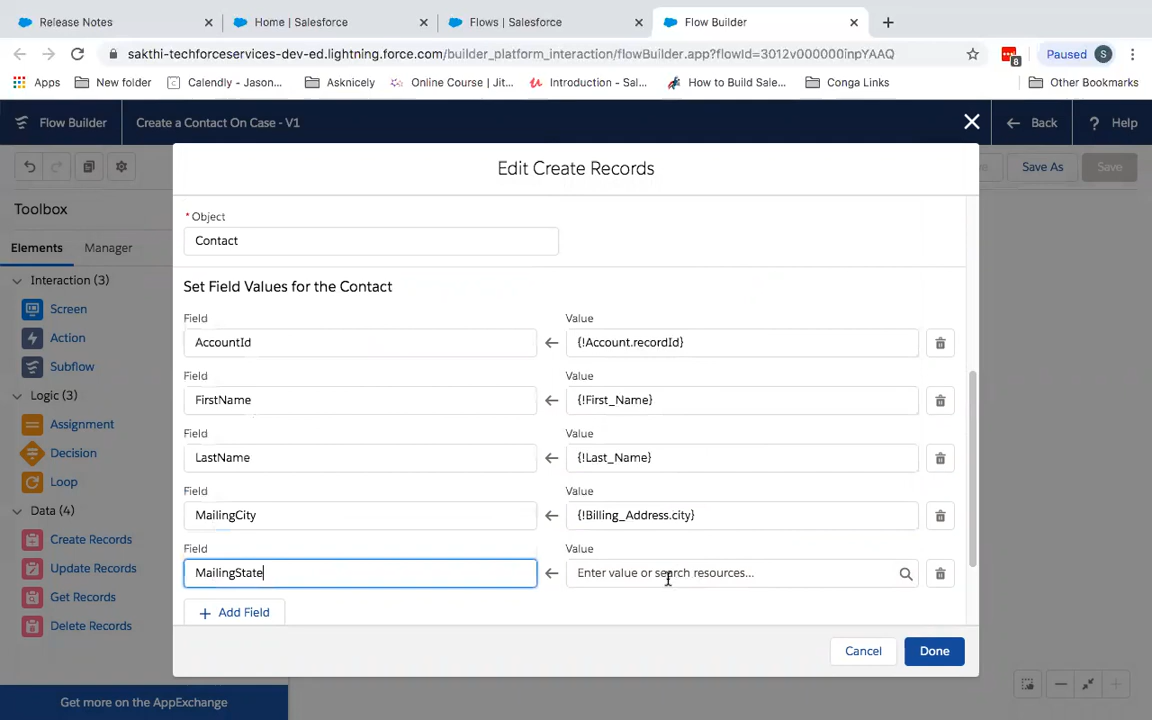 Release Notes
Home | Salesforce
Flows | Salesforce
Flow Builder
sakthi-techforceservices-dev-ed.lightning.force.com/builder_platform_interaction/flowBuilder.app?flowId=3012v000000inpYAAQ
8
Paused
S
Apps
New folder
Calendly - Jason...
Asknicely
Online Course | Jit...
Introduction - Sal...
How to Build Sale...
Conga Links
Other Bookmarks
Flow Builder
Create a Contact On Case - V1
Back
? Help
Edit Create Records
Save As
Save
Toolbox
Elements
Manager
Interaction (3)
Screen
Action
Subflow
Logic (3)
Assignment
Decision
Loop
Data (4)
Create Records
Update Records
Get Records
Delete Records
Get more on the AppExchange
* Object
Contact
Set Field Values for the Contact
Field
Value
AccountId
{!Account.recordId}
Field
Value
FirstName
{!First_Name}
Field
Value
LastName
{!Last_Name}
Field
Value
MailingCity
{!Billing_Address.city}
Field
Value
MailingState
Enter value or search resources...
+ Add Field
Cancel
Done